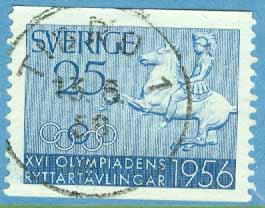 SVERIGE
25
XVI OLYMPIADENS
RYTTARTÄVLINGAR 1956